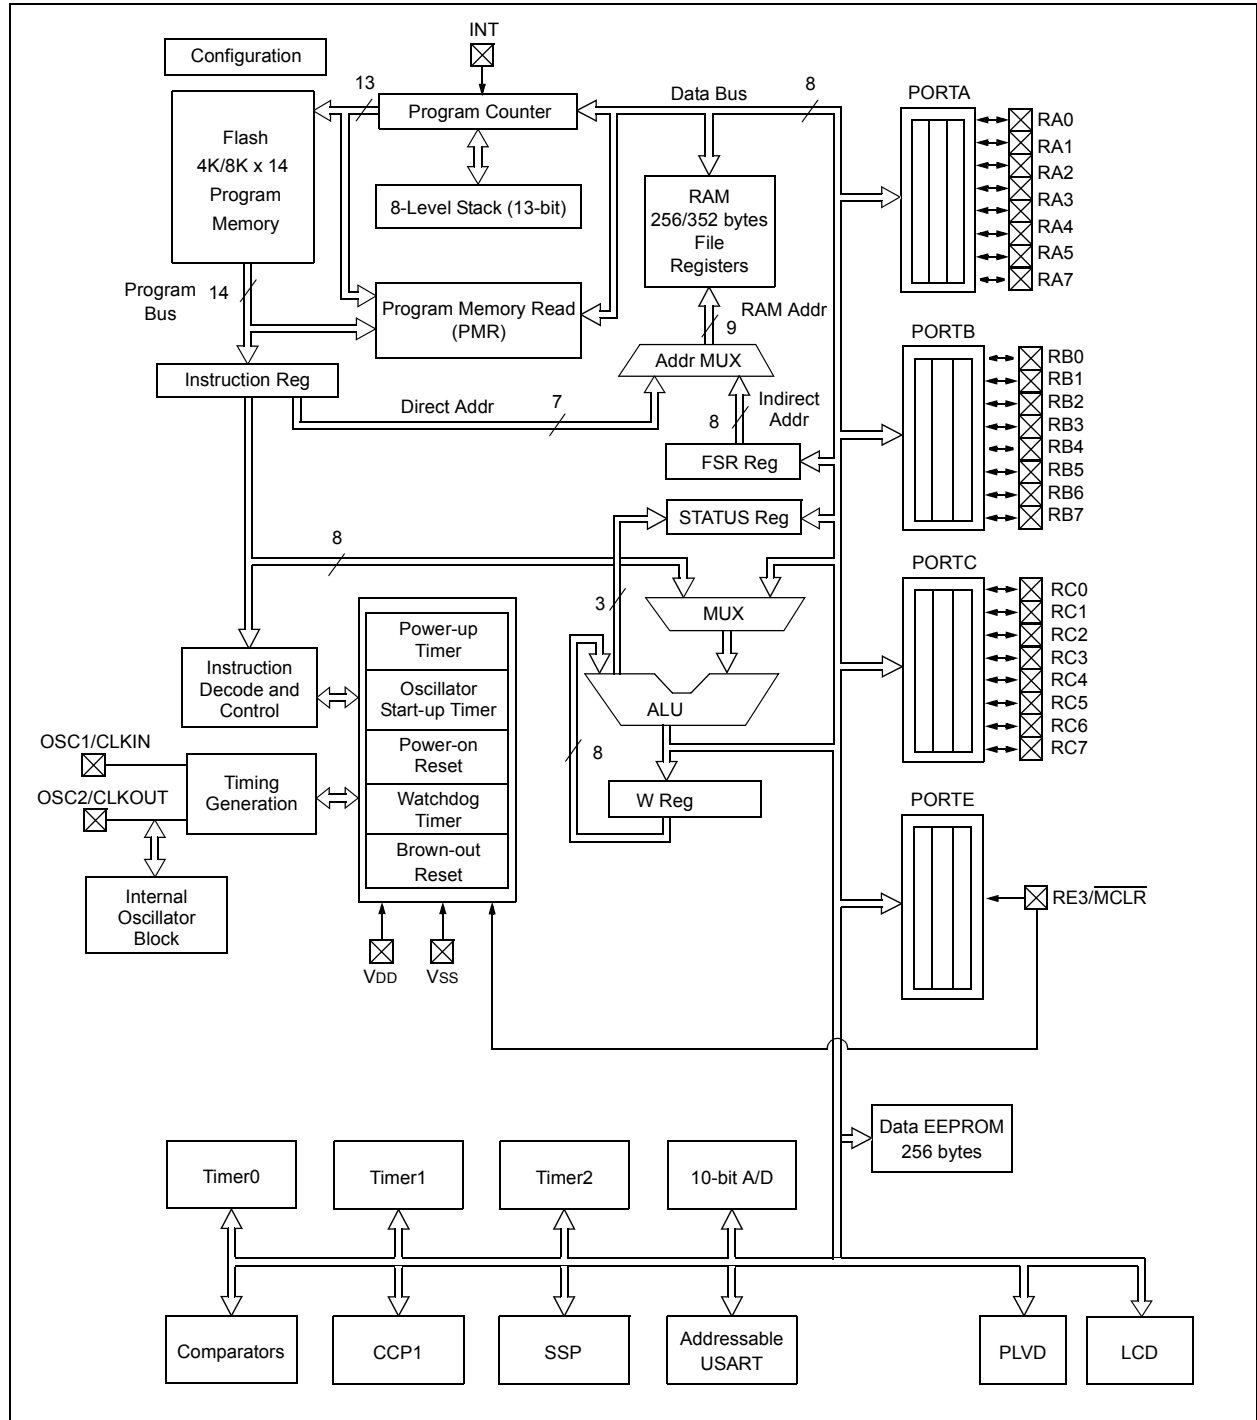 INT
Configuration
13
Program Counter
Data Bus
8
PORTA
Flash
4K/8K x 14
Program
Memory
8-Level Stack (13-bit)
RAM
256/352 bytes
File
Registers
RA0
RA1
RA2
RA3
RA4
RA5
RA7
Program
Bus
14
Program Memory Read
(PMR)
RAM Addr
9
Addr MUX
PORTB
RB0
RB1
RB2
RB3
RB4
RB5
RB6
RB7
Instruction Reg
Direct Addr
7
Indirect
Addr
8
FSR Reg
STATUS Reg
8
PORTC
RC0
RC1
RC2
RC3
RC4
RC5
RC6
RC7
3
MUX
Power-up
Timer
Instruction
Decode and
Control
Oscillator
Start-up Timer
ALU
OSC1/CLKIN
Power-on
Reset
8
Timing
Generation
OSC2/CLKOUT
Watchdog
Timer
W Reg
PORTE
Brown-out
Reset
Internal
Oscillator
Block
RE3/MCLR
VDD
VSS
Data EEPROM
256 bytes
Timer0
Timer1
Timer2
10-bit A/D
Comparators
CCP1
SSP
Addressable
USART
PLVD
LCD